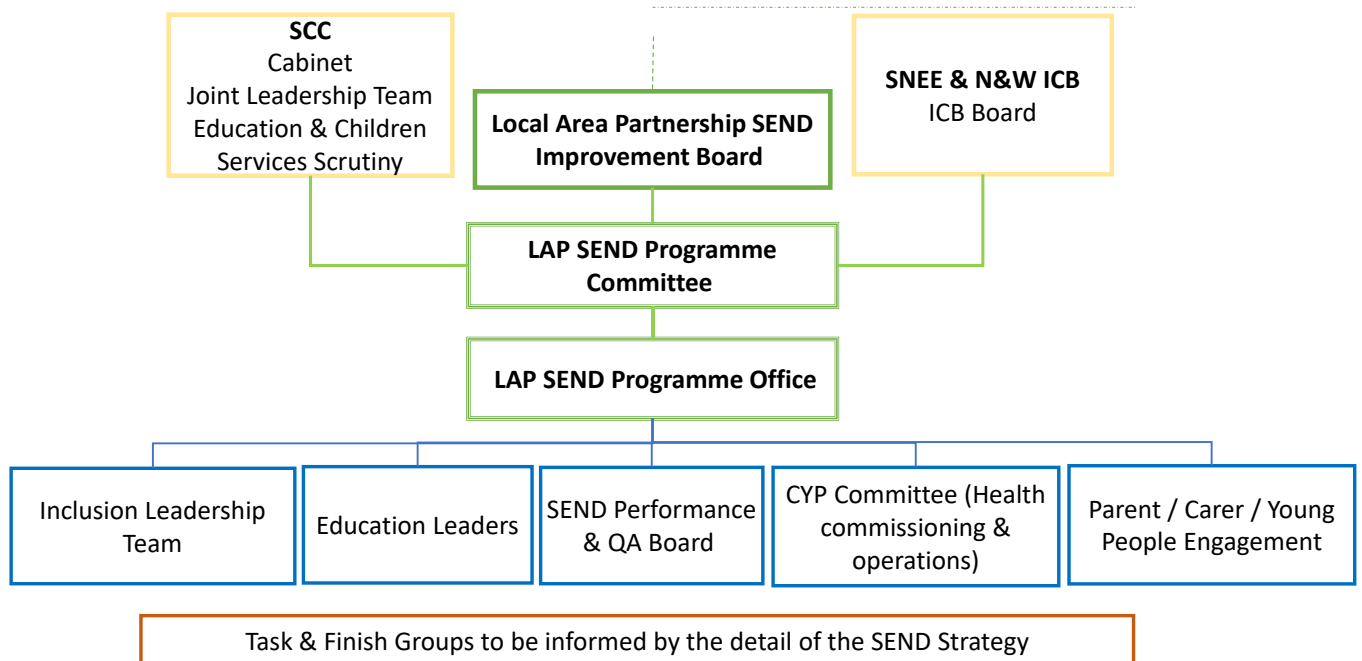 SCC
Cabinet
Joint Leadership Team
Education & Children
Services Scrutiny
Local Area Partnership SEND
Improvement Board
SNEE & N&W ICB
ICB Board
LAP SEND Programme
Committee
LAP SEND Programme Office
Inclusion Leadership
Team
Education Leaders
SEND Performance
& QA Board
CYP Committee (Health
commissioning &
operations)
Parent / Carer / Young
People Engagement
Task & Finish Groups to be informed by the detail of the SEND Strategy